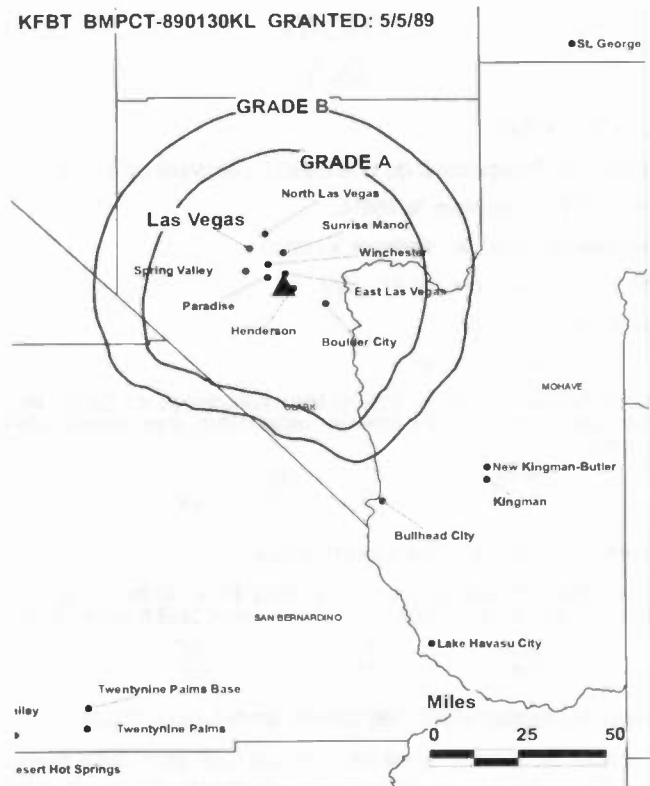 KFBT BMPCT-890130KL GRANTED: 5/5/89
St. George
GRADE B
GRADE A
North Las Vegas
Las Vegas
Sunrise Manor
Winchester
Spring Valley
East Las Vegas
Paradise
Henderson
Boulder City
MOHAVE
CLARK
New Kingman-Butler
Kingman
Bullhead City
SAN BERNARDINO
Lake Havasu City
Twentynine Palms Base
Miles
Twentynine Palms
0 25 50
esert Hot Springs